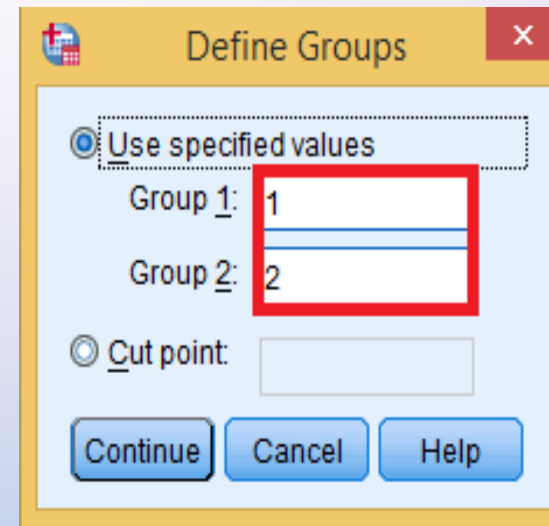 Define Groups
Use specified values
Group 1: 1
Group 2: 2
Cut point:
Continue Cancel Help